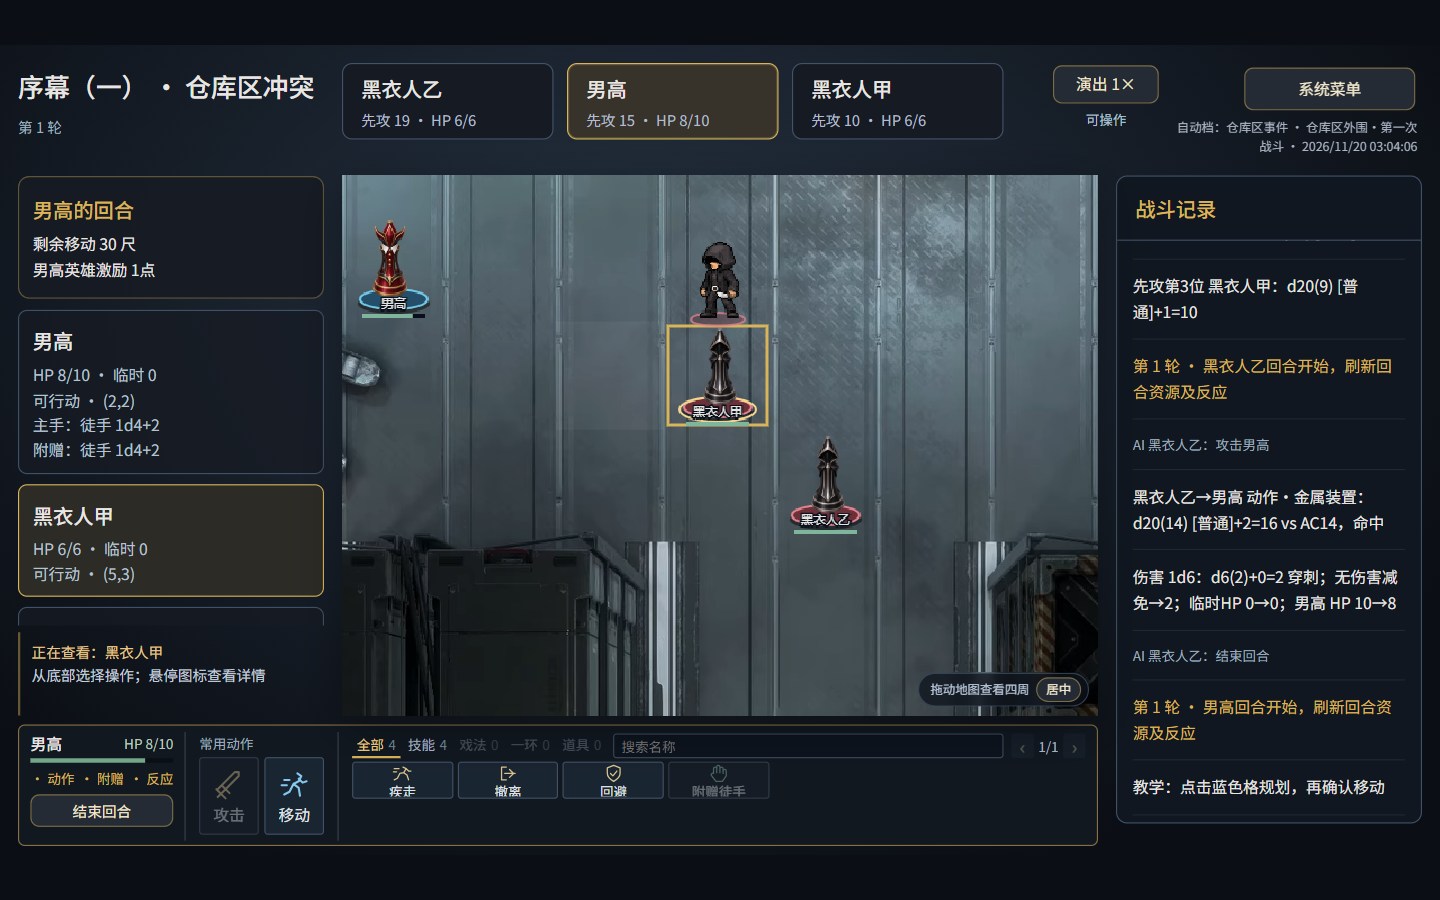 序幕（一）・仓库区冲突
第 1 轮
黑衣人乙
先攻 19 • HP 6/6
男高
先攻 15 • HP 8/10
黑衣人甲
先攻 10 • HP 6/6
演出 1×
可操作
系统菜单
自动档：仓库区事件・仓库区外围・第一次
战斗・2026/11/20 03:04:06
男高的回合
剩余移动 30 尺
男高英雄激励 1点
男高
HP 8/10 • 临时 0
可行动 • (2,2)
主手：徒手 1d4+2
附赠：徒手 1d4+2
黑衣人甲
HP 6/6 • 临时 0
可行动 • (5,3)
正在查看：黑衣人甲
从底部选择操作；悬停图标查看详情
男高
黑衣人甲
黑衣人乙
拖动地图查看四周
居中
战斗记录
先攻第3位 黑衣人甲：d20(9) [普
通]+1=10
第 1 轮 • 黑衣人乙回合开始，刷新回
合资源及反应
AI 黑衣人乙：攻击男高
黑衣人乙→男高 动作・金属装置：
d20(14) [普通]+2=16 vs AC14，命中
伤害 1d6：d6(2)+0=2 穿刺；无伤害减
免→2；临时HP 0→0；男高 HP 10→8
AI 黑衣人乙：结束回合
第 1 轮 • 男高回合开始，刷新回合资
源及反应
教学：点击蓝色格规划，再确认移动
男高
HP 8/10
・动作 ・附赠 ・反应
结束回合
常用动作
攻击
移动
全部 4 技能 4 戏法 0 一环 0 道具 0
搜索名称
‹ 1/1 ›
疾走
撤离
回避
附赠徒手